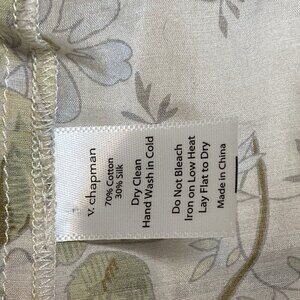 v. chapman
70% Cotton
30% Silk
Dry Clean
Hand Wash in Cold
Do Not Bleach
Iron on Low Heat
Lay Flat to Dry
Made in China